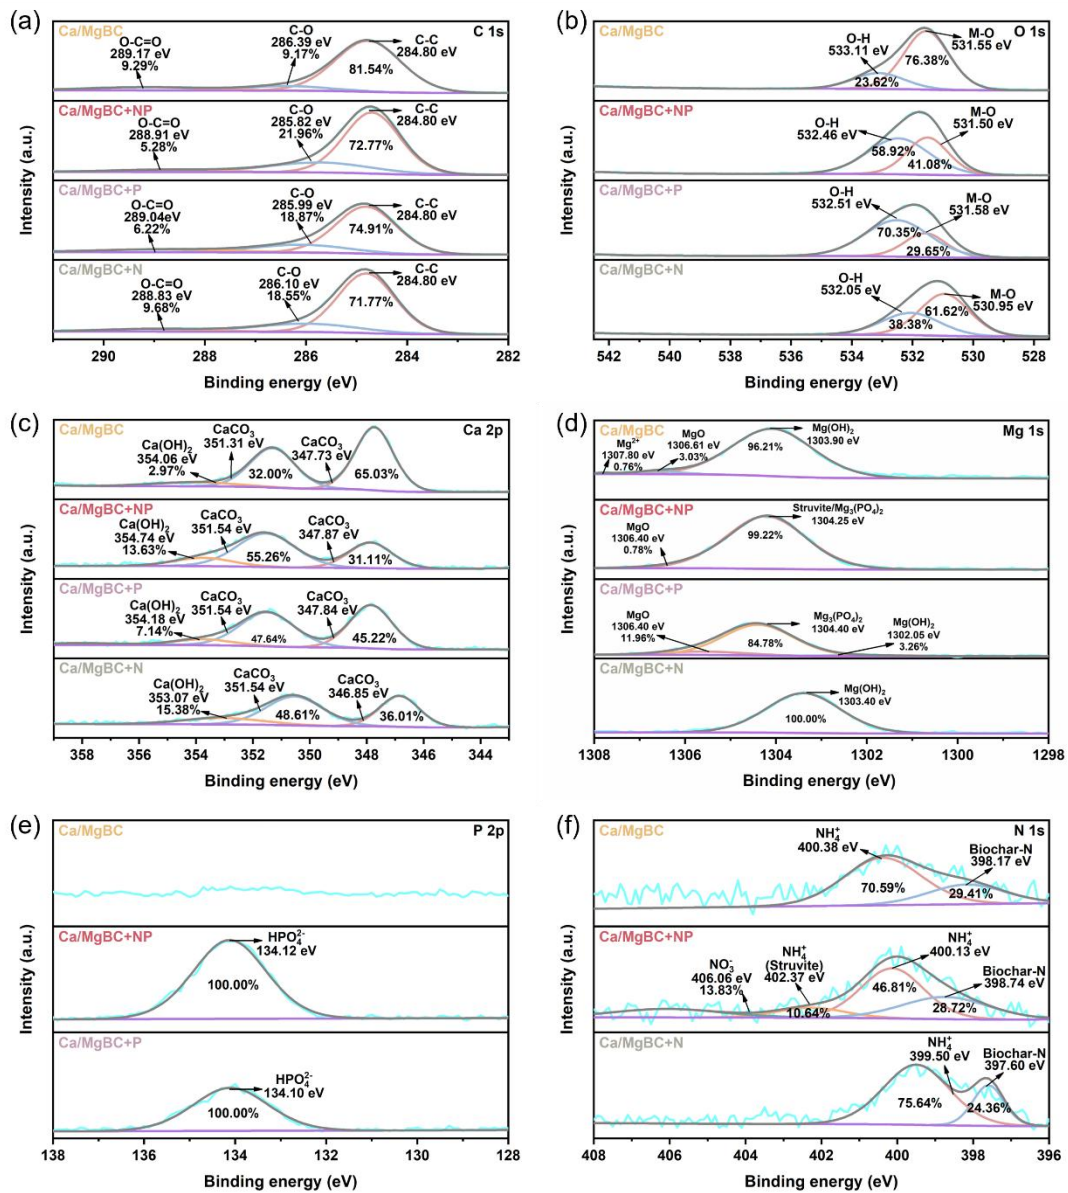 (a)
Ca/MgBC
C 1s
O-C=O
289.17 eV
9.29%
C-O
286.39 eV
9.17%
C-C
284.80 eV
81.54%
Ca/MgBC+NP
O-C=O
288.91 eV
5.28%
C-O
285.82 eV
21.96%
C-C
284.80 eV
72.77%
Ca/MgBC+P
O-C=O
289.04eV
6.22%
C-O
285.99 eV
18.87%
C-C
284.80 eV
74.91%
Ca/MgBC+N
O-C=O
288.83 eV
9.68%
C-O
286.10 eV
18.55%
C-C
284.80 eV
71.77%
Intensity (a.u.)
290 288 286 284 282
Binding energy (eV)
(b)
Ca/MgBC
O 1s
O-H
533.11 eV
23.62%
M-O
531.55 eV
76.38%
Ca/MgBC+NP
O-H
532.46 eV
58.92%
M-O
531.50 eV
41.08%
Ca/MgBC+P
O-H
532.51 eV
70.35%
M-O
531.58 eV
29.65%
Ca/MgBC+N
O-H
532.05 eV
38.38%
M-O
530.95 eV
61.62%
Intensity (a.u.)
542 540 538 536 534 532 530 528
Binding energy (eV)
(c)
Ca/MgBC
Ca 2p
Ca(OH)₂
354.06 eV
2.97%
CaCO₃
351.31 eV
32.00%
CaCO₃
347.73 eV
65.03%
Ca/MgBC+NP
Ca(OH)₂
354.74 eV
13.63%
CaCO₃
351.54 eV
55.26%
CaCO₃
347.87
31.11%
Ca/MgBC+P
Ca(OH)₂
354.18 eV
7.14%
CaCO₃
351.54 eV
47.64%
CaCO₃
347.84
45.22%
Ca/MgBC+N
Ca(OH)₂
353.07 eV
15.38%
CaCO₃
351.54 eV
48.61%
CaCO₃
346.85 eV
36.01%
Intensity (a.u.)
358 356 354 352 350 348 346 344
Binding energy (eV)
(d)
Ca/MgBC
Mg 1s
Mg²⁺
1307.80 eV
0.76%
MgO
1306.61 eV
3.03%
Mg(OH)₂
1303.90 eV
96.21%
Ca/MgBC+NP
MgO
1306.40 eV
0.78%
Struvite/Mg₃(PO₄)₂
1304.25 eV
99.22%
Ca/MgBC+P
MgO
1306.40 eV
11.96%
Mg₃(PO₄)₂
1304.40 eV
84.78%
Mg(OH)₂
1302.05 eV
3.26%
Ca/MgBC+N
Mg(OH)₂
1303.40 eV
100.00%
Intensity (a.u.)
1308 1306 1304 1302 1300 1298
Binding energy (eV)
(e)
Ca/MgBC
P 2p
Ca/MgBC+NP
HPO₄²⁻
134.12 eV
100.00%
Ca/MgBC+P
HPO₄²⁻
134.10 eV
100.00%
Intensity (a.u.)
138 136 134 132 130 128
Binding energy (eV)
(f)
Ca/MgBC
N 1s
NH₄⁺
400.38 eV
70.59%
Biochar-N
398.17 eV
29.41%
Ca/MgBC+NP
NO₃⁻
406.06 eV
13.83%
NH₄⁺
(Struvite)
402.37 eV
10.64%
NH₄⁺
400.13 eV
46.81%
Biochar-N
398.74 eV
28.72%
Ca/MgBC+N
NH₄⁺
399.50 eV
75.64%
Biochar-N
397.60 eV
24.36%
Intensity (a.u.)
408 406 404 402 400 398 396
Binding energy (eV)